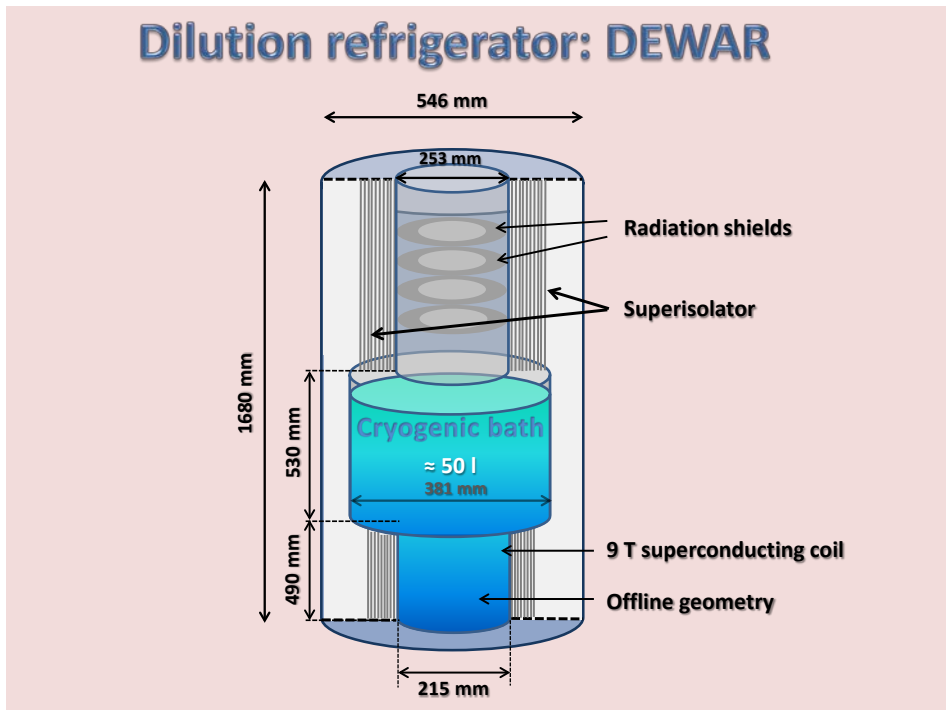 Dilution refrigerator: DEWAR
546 mm
253 mm
Radiation shields
Superisolator
1680 mm
530 mm
Cryogenic bath
≈ 50 l
381 mm
490 mm
9 T superconducting coil
Offline geometry
215 mm